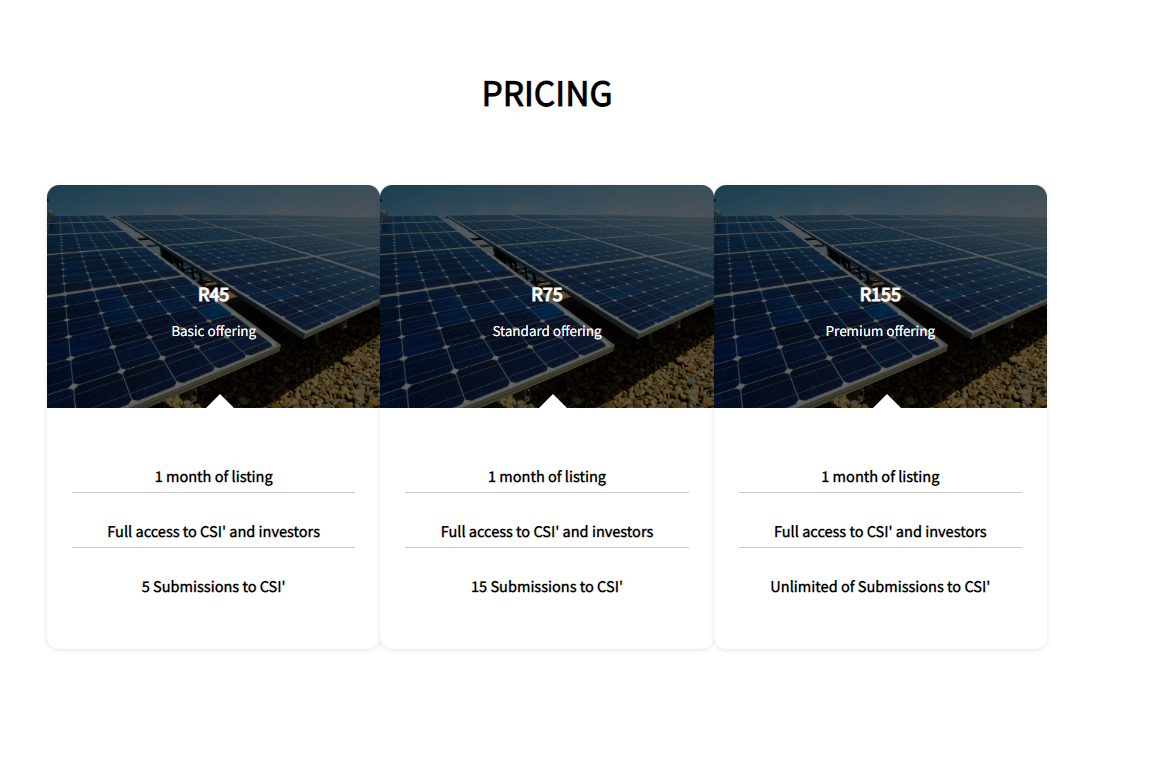 PRICING
R45
Basic offering
1 month of listing
Full access to CSI' and investors
5 Submissions to CSI'
R75
Standard offering
1 month of listing
Full access to CSI' and investors
15 Submissions to CSI'
R155
Premium offering
1 month of listing
Full access to CSI' and investors
Unlimited of Submissions to CSI'